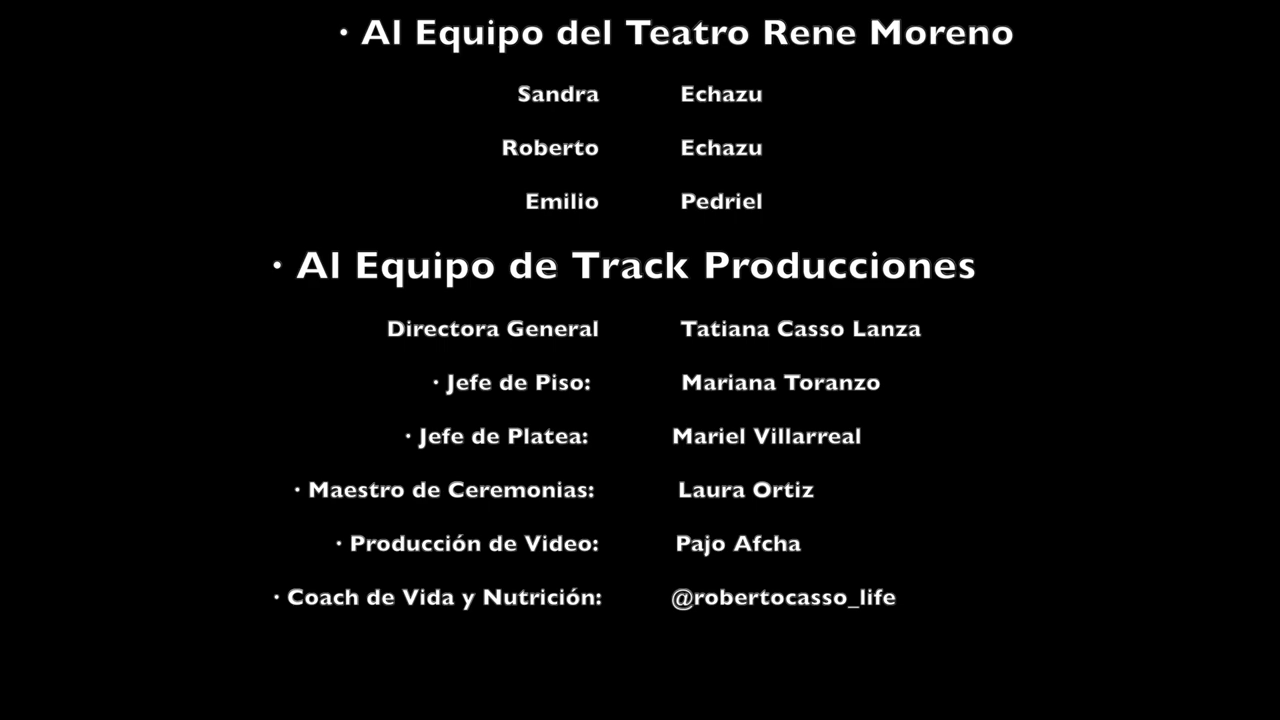 • Al Equipo del Teatro Rene Moreno
Sandra Echazu
Roberto Echazu
Emilio Pedriel
• Al Equipo de Track Producciones
Directora General Tatiana Casso Lanza
• Jefe de Piso: Mariana Toranzo
• Jefe de Platea: Mariel Villarreal
• Maestro de Ceremonias: Laura Ortiz
• Producción de Video: Pajo Afcha
• Coach de Vida y Nutrición: @robertocasso_life